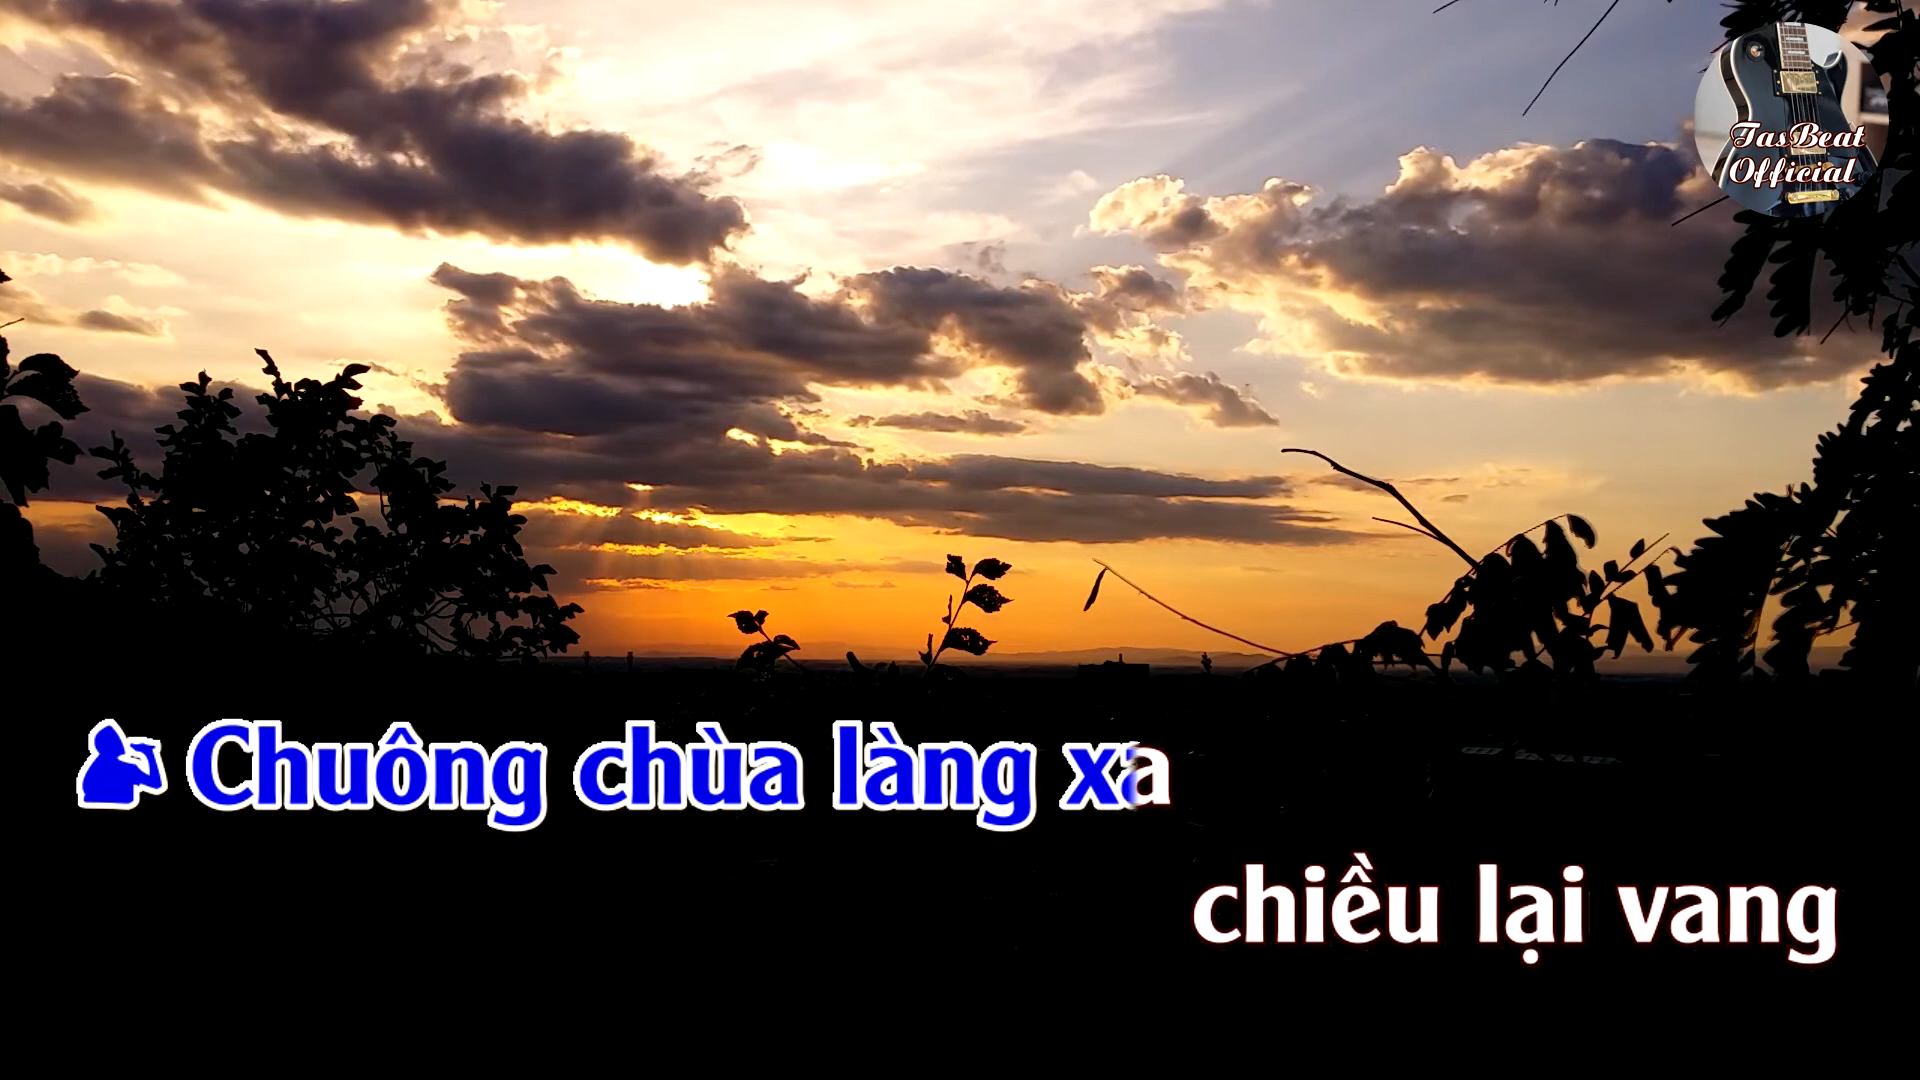 TasBeat
Official
Chuông chùa làng xa
chiều lại vang